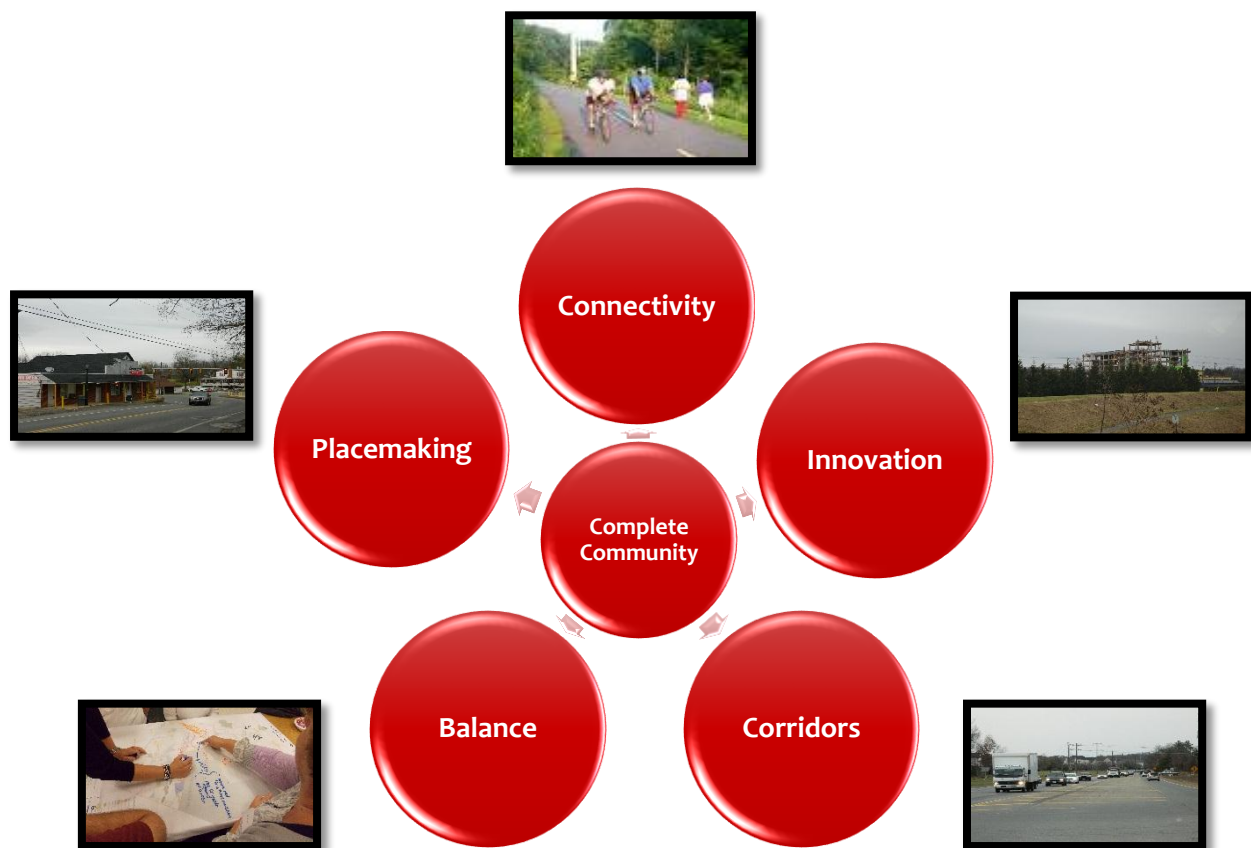 Connectivity
Placemaking
Innovation
Complete
Community
Balance
Corridors